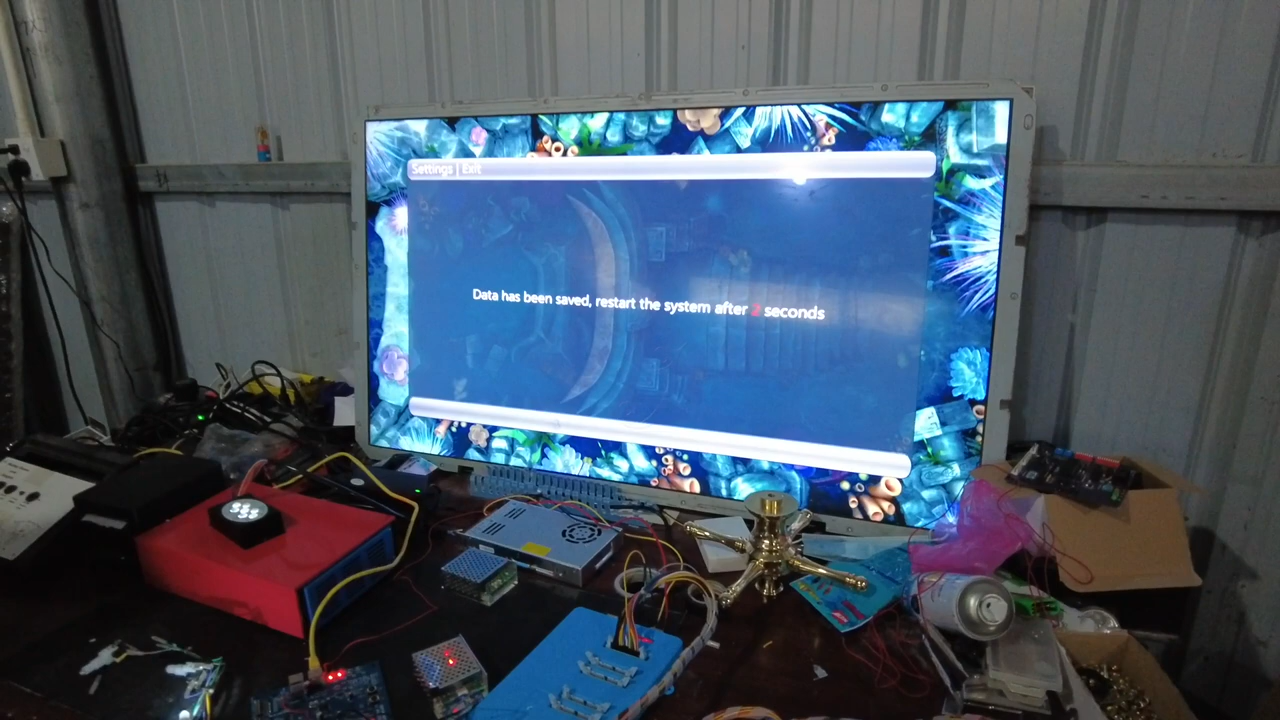 Settings | Exit
Data has been saved, restart the system after 2 seconds